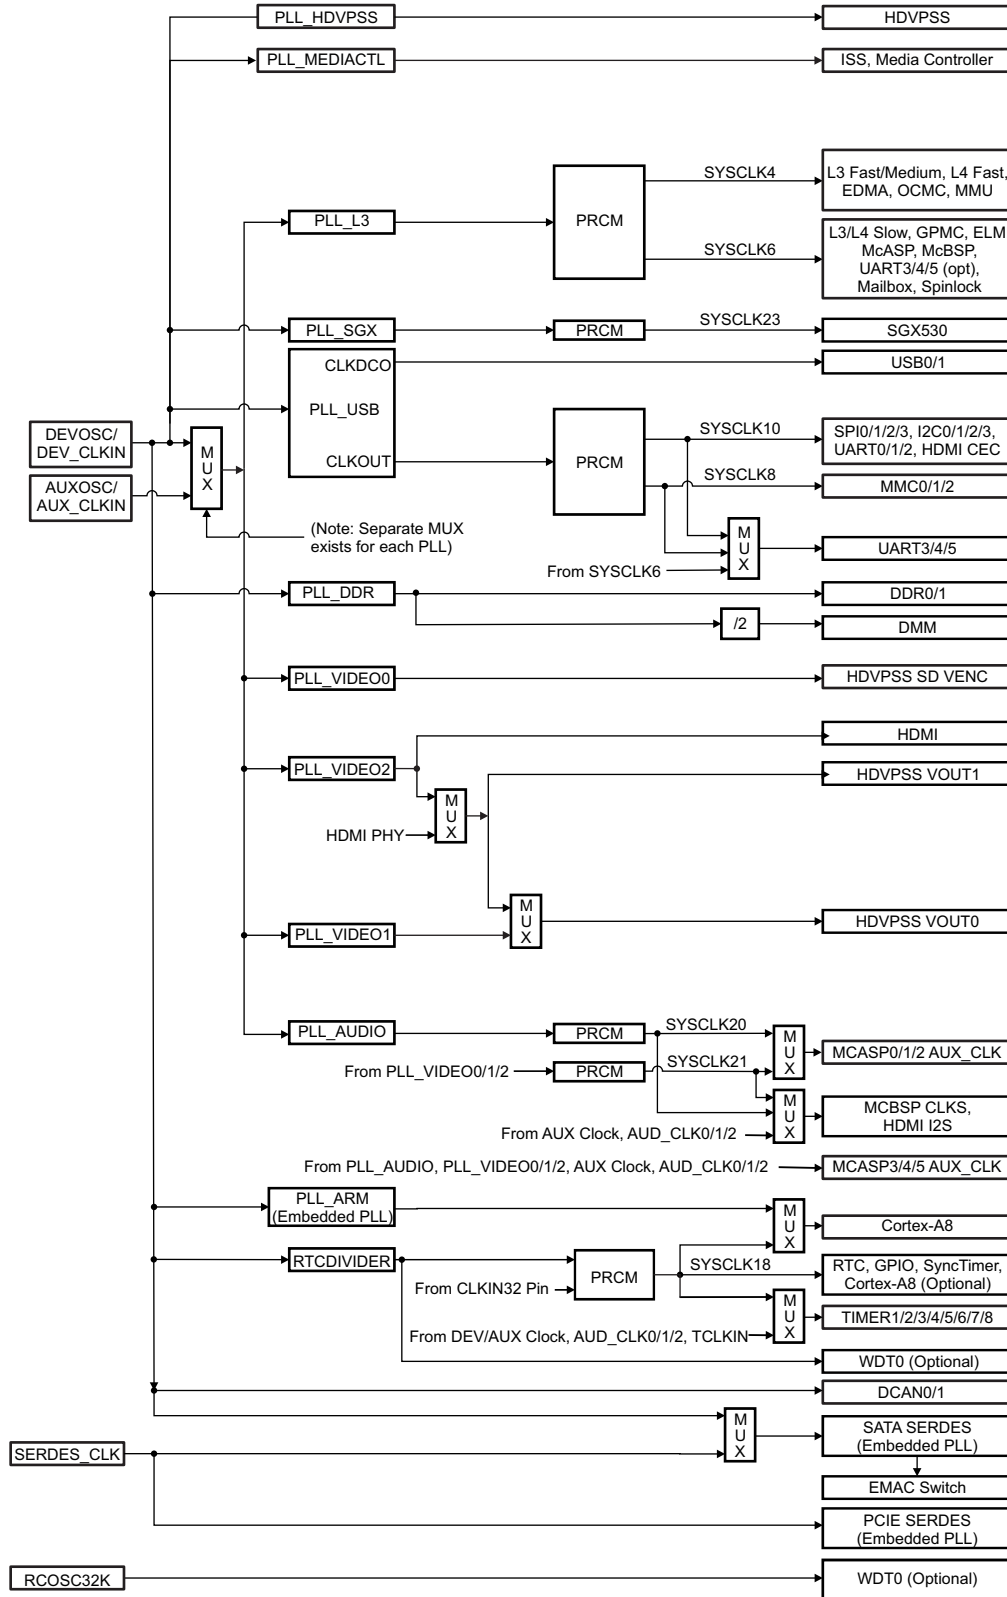 PLL_HDVPSS
HDVPSS
PLL_MEDIACTL
ISS, Media Controller
SYSCLK4
L3 Fast/Medium, L4 Fast,
EDMA, OCMC, MMU
PLL_L3
PRCM
SYSCLK6
L3/L4 Slow, GPMC, ELM
McASP, McBSP,
UART3/4/5 (opt),
Mailbox, Spinlock
PLL_SGX
PRCM
SYSCLK23
SGX530
CLKDCO
PLL_USB
CLKOUT
USB0/1
DEVOSC/
DEV_CLKIN
AUXOSC/
AUX_CLKIN
M
U
X
(Note: Separate MUX
exists for each PLL)
PRCM
SYSCLK10
SPI0/1/2/3, I2C0/1/2/3,
UART0/1/2, HDMI CEC
SYSCLK8
MMC0/1/2
M
U
X
From SYSCLK6
UART3/4/5
PLL_DDR
DDR0/1
/2
DMM
PLL_VIDEO0
HDVPSS SD VENC
HDMI
PLL_VIDEO2
HDVPSS VOUT1
M
U
X
HDMI PHY
M
U
X
HDVPSS VOUT0
PLL_VIDEO1
PLL_AUDIO
PRCM
SYSCLK20
M
U
X
MCASP0/1/2 AUX_CLK
From PLL_VIDEO0/1/2
PRCM
SYSCLK21
M
U
X
MCBSP CLKS,
HDMI I2S
From AUX Clock, AUD_CLK0/1/2
From PLL_AUDIO, PLL_VIDEO0/1/2, AUX Clock, AUD_CLK0/1/2
MCASP3/4/5 AUX_CLK
PLL_ARM
(Embedded PLL)
M
U
X
Cortex-A8
RTCDIVIDER
PRCM
SYSCLK18
RTC, GPIO, SyncTimer,
Cortex-A8 (Optional)
From CLKIN32 Pin
M
U
X
TIMER1/2/3/4/5/6/7/8
From DEV/AUX Clock, AUD_CLK0/1/2, TCLKIN
WDT0 (Optional)
DCAN0/1
M
U
X
SATA SERDES
(Embedded PLL)
SERDES_CLK
EMAC Switch
PCIE SERDES
(Embedded PLL)
RCOSC32K
WDT0 (Optional)